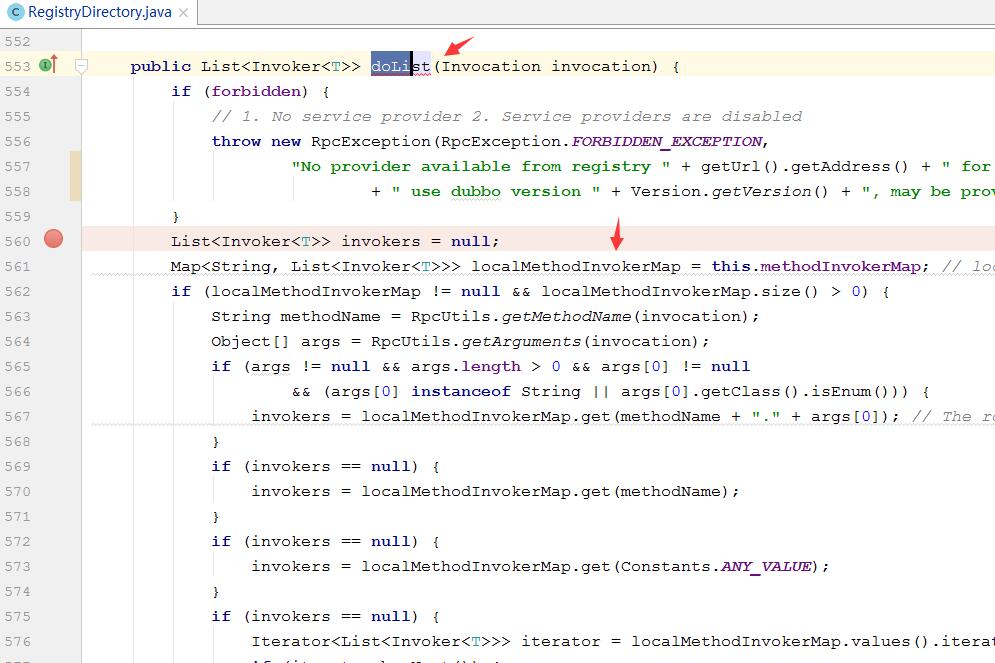 RegistryDirectory.java
552
553 public List<Invoker<T>> doList(Invocation invocation) {
554 if (forbidden) {
555 // 1. No service provider 2. Service providers are disabled
556 throw new RpcException(RpcException.FORBIDDEN_EXCEPTION,
557 "No provider available from registry " + getUrl().getAddress() + " for
558 + " use dubbo version " + Version.getVersion() + ", may be prov
559 }
560 List<Invoker<T>> invokers = null;
561 Map<String, List<Invoker<T>>> localMethodInvokerMap = this.methodInvokerMap; // loc
562 if (localMethodInvokerMap != null && localMethodInvokerMap.size() > 0) {
563 String methodName = RpcUtils.getMethodName(invocation);
564 Object[] args = RpcUtils.getArguments(invocation);
565 if (args != null && args.length > 0 && args[0] != null
566 && (args[0] instanceof String || args[0].getClass().isEnum())) {
567 invokers = localMethodInvokerMap.get(methodName + "." + args[0]); // The ro
568 }
569 if (invokers == null) {
570 invokers = localMethodInvokerMap.get(methodName);
571 }
572 if (invokers == null) {
573 invokers = localMethodInvokerMap.get(Constants.ANY_VALUE);
574 }
575 if (invokers == null) {
576 Iterator<List<Invoker<T>>> iterator = localMethodInvokerMap.values().iterat